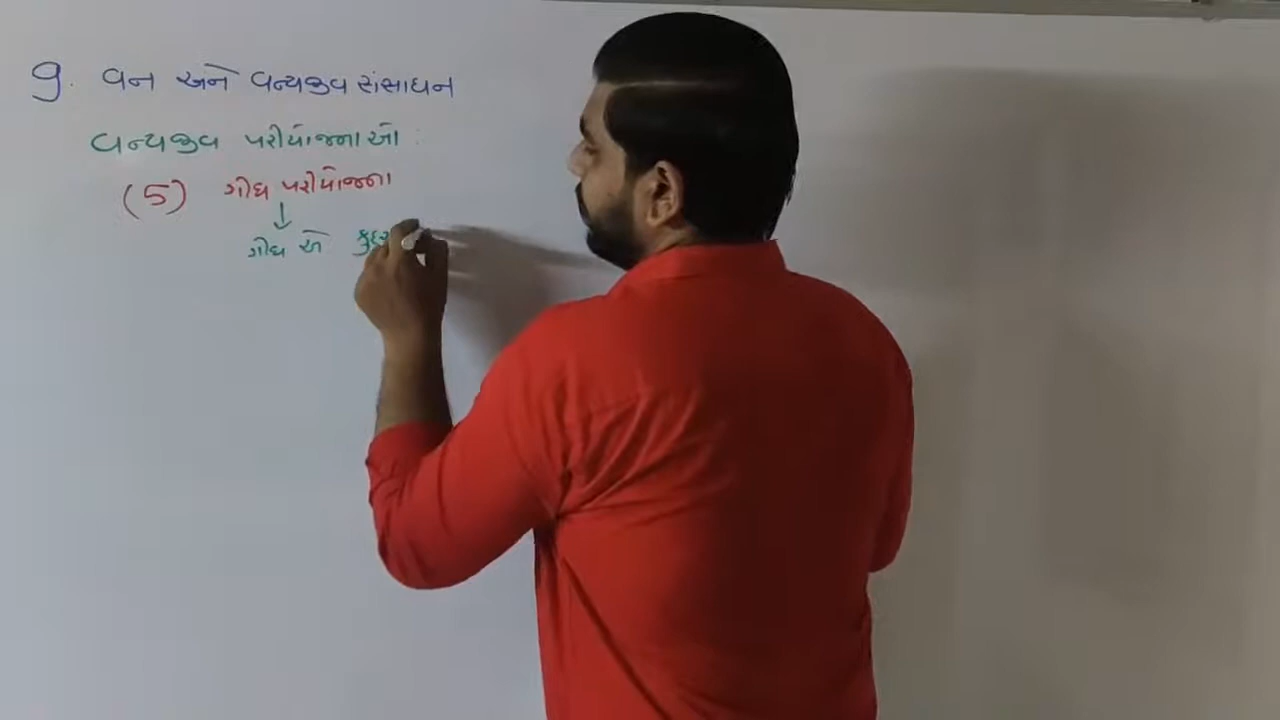 9. વન અને વન્યજીવ સંસાધન
વન્યજીવ પરીયોજનાઓ :
(5) ગીધ પરીયોજના
↓
ગીધ એ